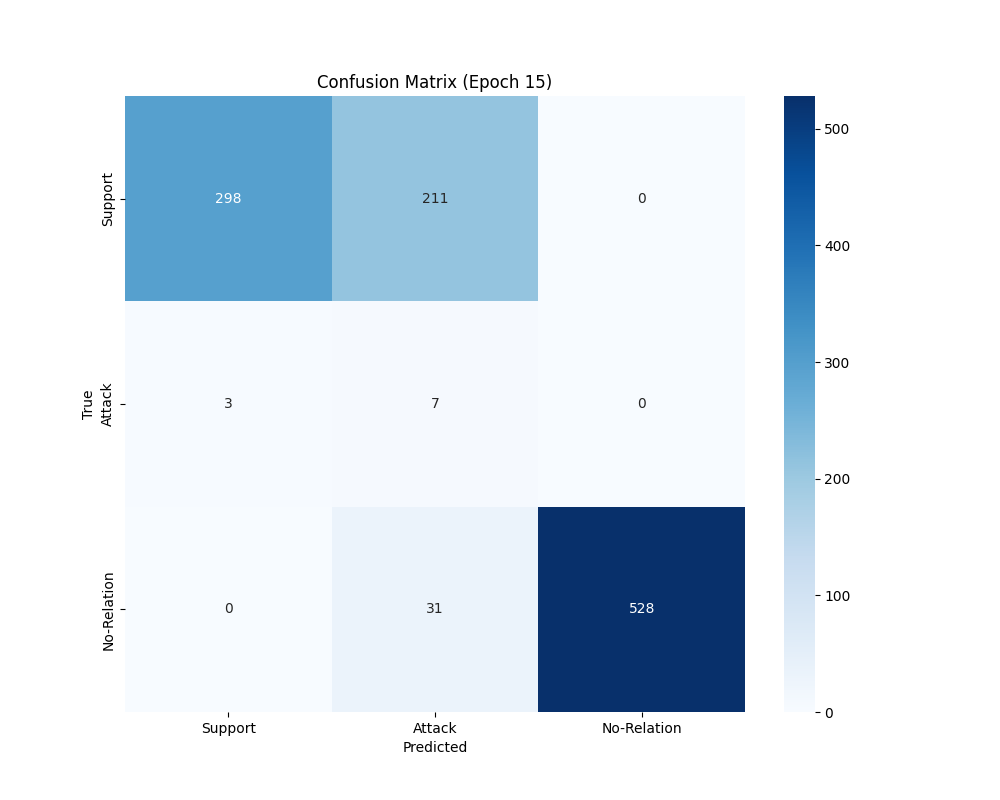 Confusion Matrix (Epoch 15)
Support
298
211
0
True
Attack
3
7
0
No-Relation
0
31
528
Support
Attack
No-Relation
Predicted
500
400
300
200
100
0